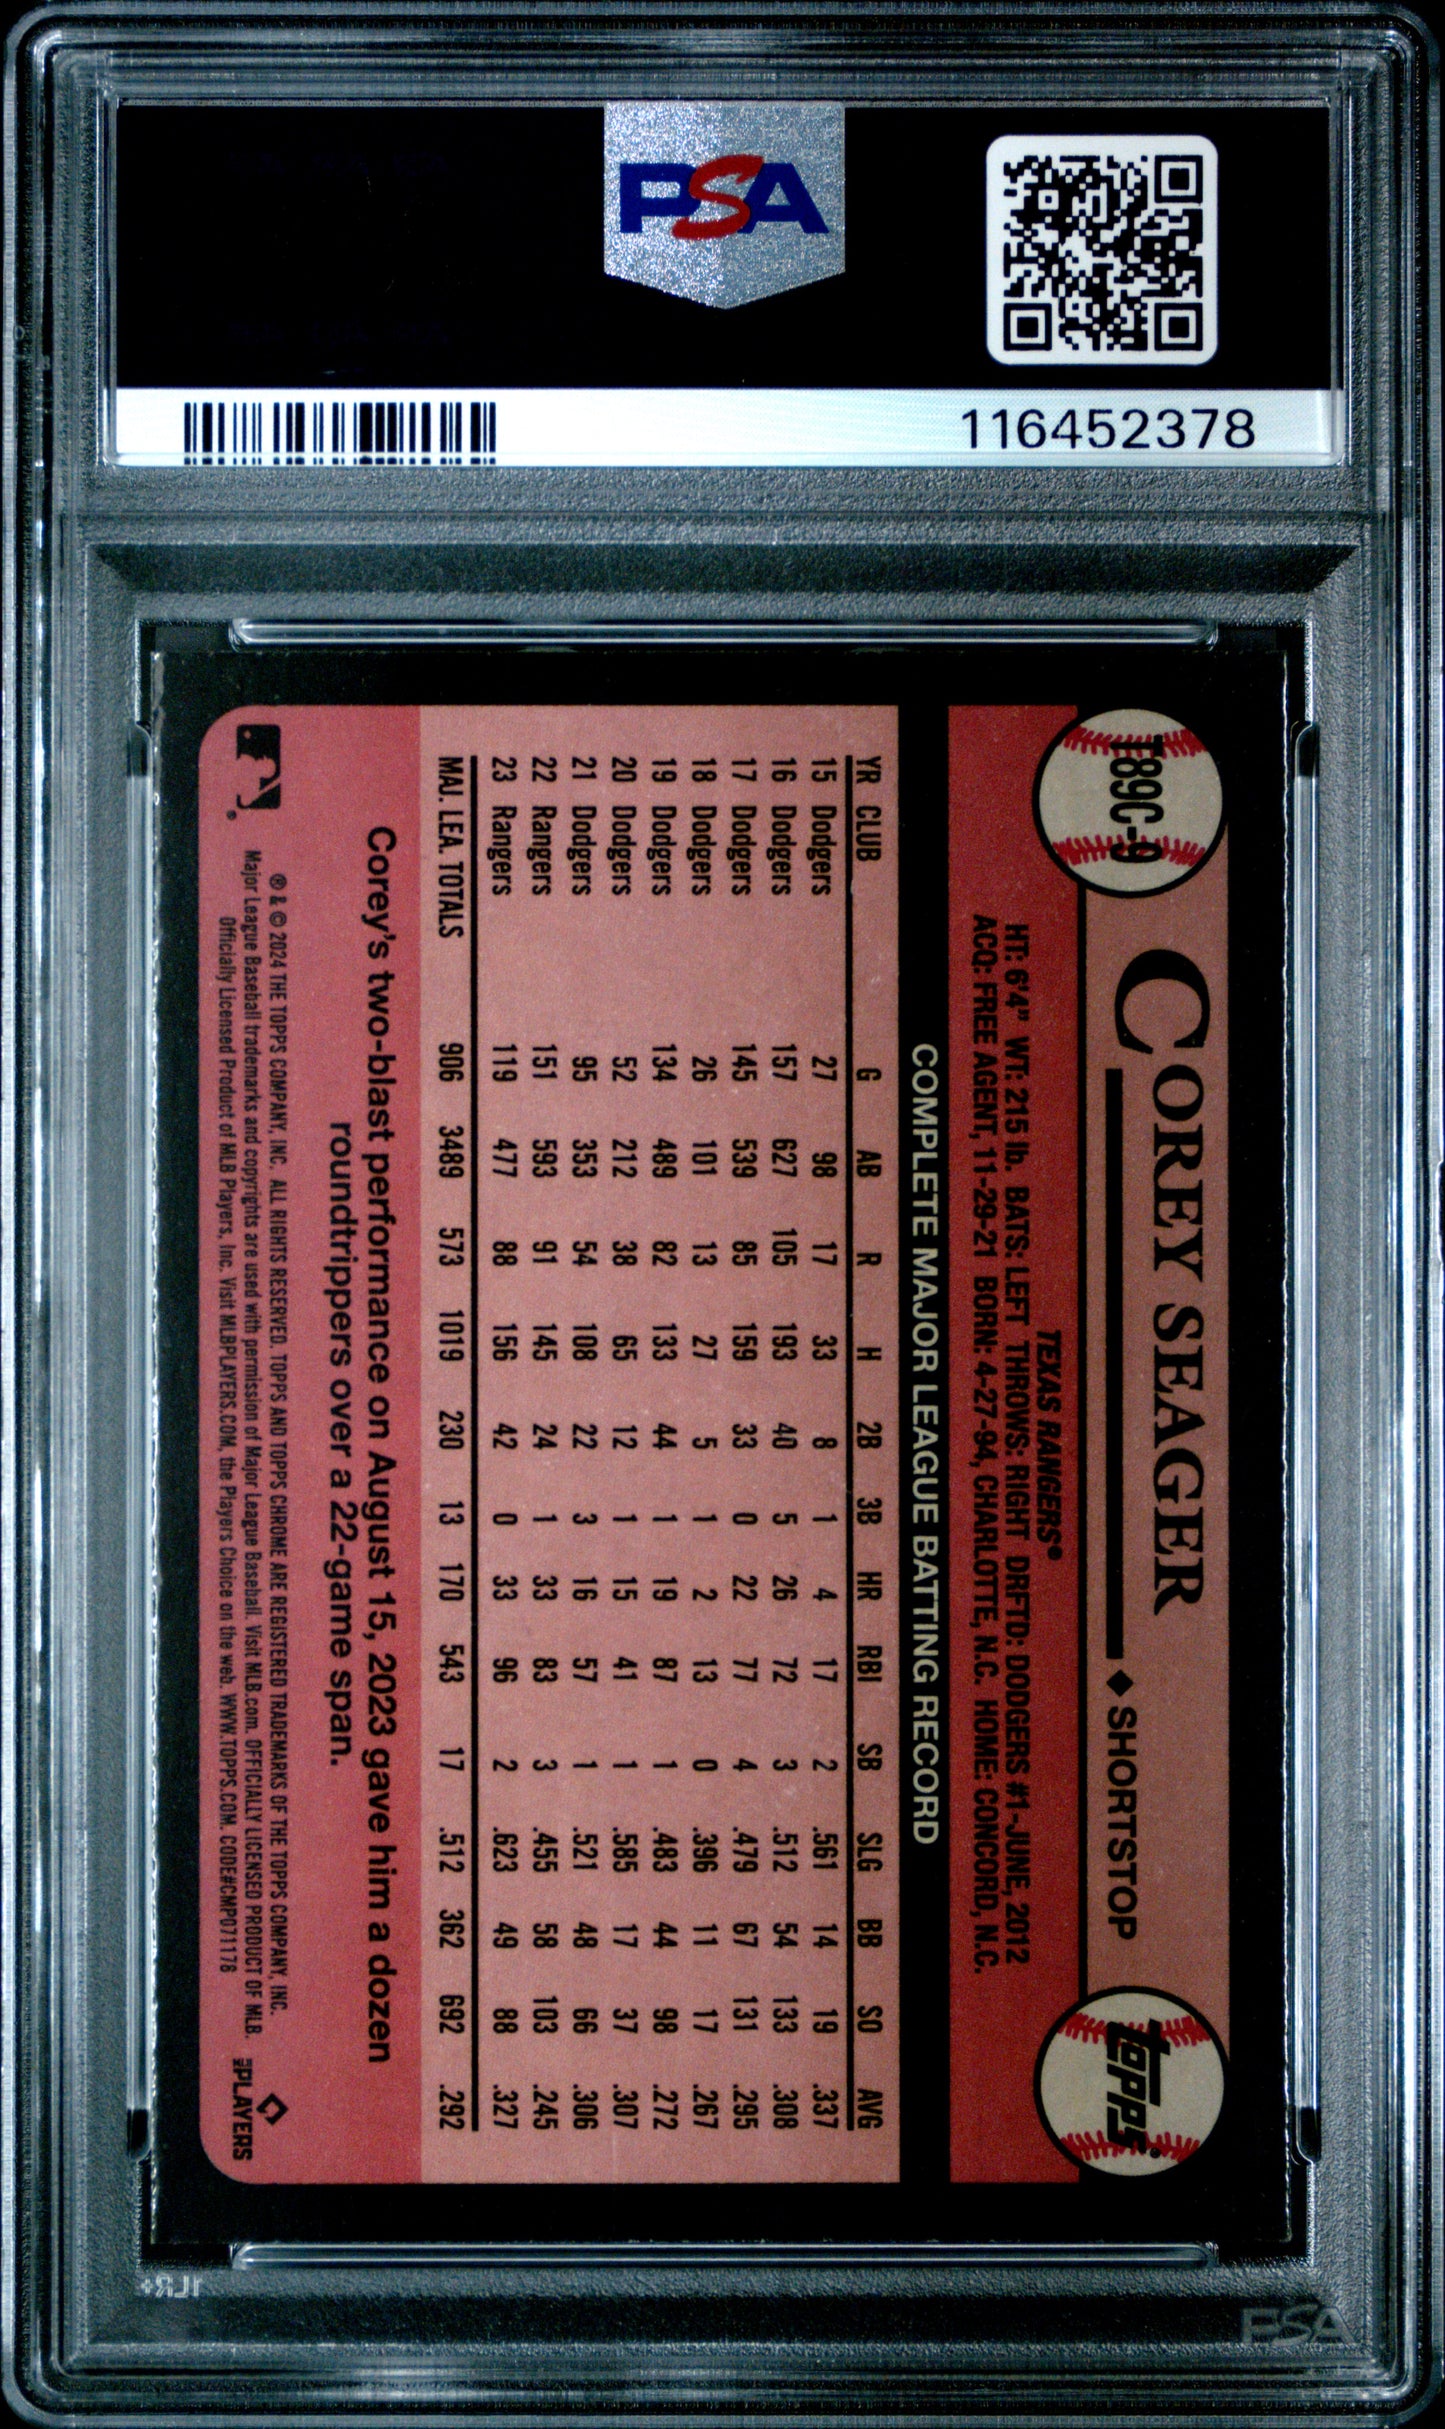 PSA
116452378
T89C-9
COREY SEAGER
◆ SHORTSTOP
topps®
TEXAS RANGERS®
HT: 6'4" WT: 215 lb. BATS: LEFT THROWS: RIGHT DRFTD: DODGERS #1-JUNE, 2012
ACQ: FREE AGENT, 11-29-21 BORN: 4-27-94, CHARLOTTE, N.C. HOME: CONCORD, N.C.
COMPLETE MAJOR LEAGUE BATTING RECORD
YR CLUB G AB R H 2B 3B HR RBI SB SLG BB SO AVG
15 Dodgers 27 98 17 33 8 1 4 17 2 .561 14 19 .337
16 Dodgers 157 627 105 193 40 5 26 72 3 .512 54 133 .308
17 Dodgers 145 539 85 159 33 0 22 77 4 .479 67 131 .295
18 Dodgers 26 101 13 27 5 1 2 13 0 .396 11 17 .267
19 Dodgers 134 489 82 133 44 1 19 87 1 .483 44 98 .272
20 Dodgers 52 212 38 65 12 1 15 41 1 .585 17 37 .307
21 Dodgers 95 353 54 108 22 3 16 57 1 .521 48 66 .306
22 Rangers 151 593 91 145 24 1 33 83 3 .455 58 103 .245
23 Rangers 119 477 88 156 42 0 33 96 2 .623 49 88 .327
MAJ. LEA. TOTALS 906 3489 573 1019 230 13 170 543 17 .512 362 692 .292
Corey's two-blast performance on August 15, 2023 gave him a dozen
roundtrippers over a 22-game span.
® & © 2024 THE TOPPS COMPANY, INC. ALL RIGHTS RESERVED. TOPPS AND TOPPS CHROME ARE REGISTERED TRADEMARKS OF THE TOPPS COMPANY, INC.
Major League Baseball trademarks and copyrights are used with permission of Major League Baseball. Visit MLB.com. OFFICIALLY LICENSED PRODUCT OF MLB.
Officially Licensed Product of MLB Players, Inc. Visit MLBPLAYERS.COM, the Players Choice on the web. WWW.TOPPS.COM. CODE#CMP071178
MLB PLAYERS
1LR+
PSA